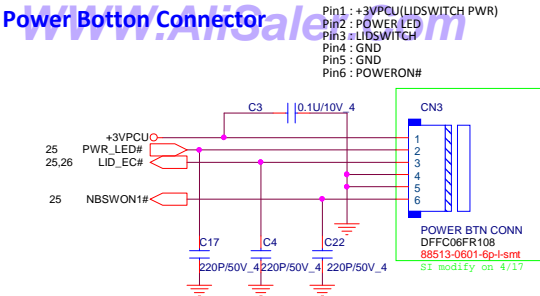 Power Botton Connector
WWW.AliSaler.Com
Pin1 : +3VPCU(LIDSWITCH PWR)
Pin2 : POWER LED
Pin3 : LIDSWITCH
Pin4 : GND
Pin5 : GND
Pin6 : POWERON#
C3
0.1U/10V_4
CN3
+3VPCU
25 PWR_LED#
25,26 LID_EC#
25 NBSWON1#
1
2
3
4
5
6
C17
C4
C22
220P/50V_4
220P/50V_4
220P/50V_4
POWER BTN CONN
DFFC06FR108
88513-0601-6p-l-smt
SI modify on 4/17